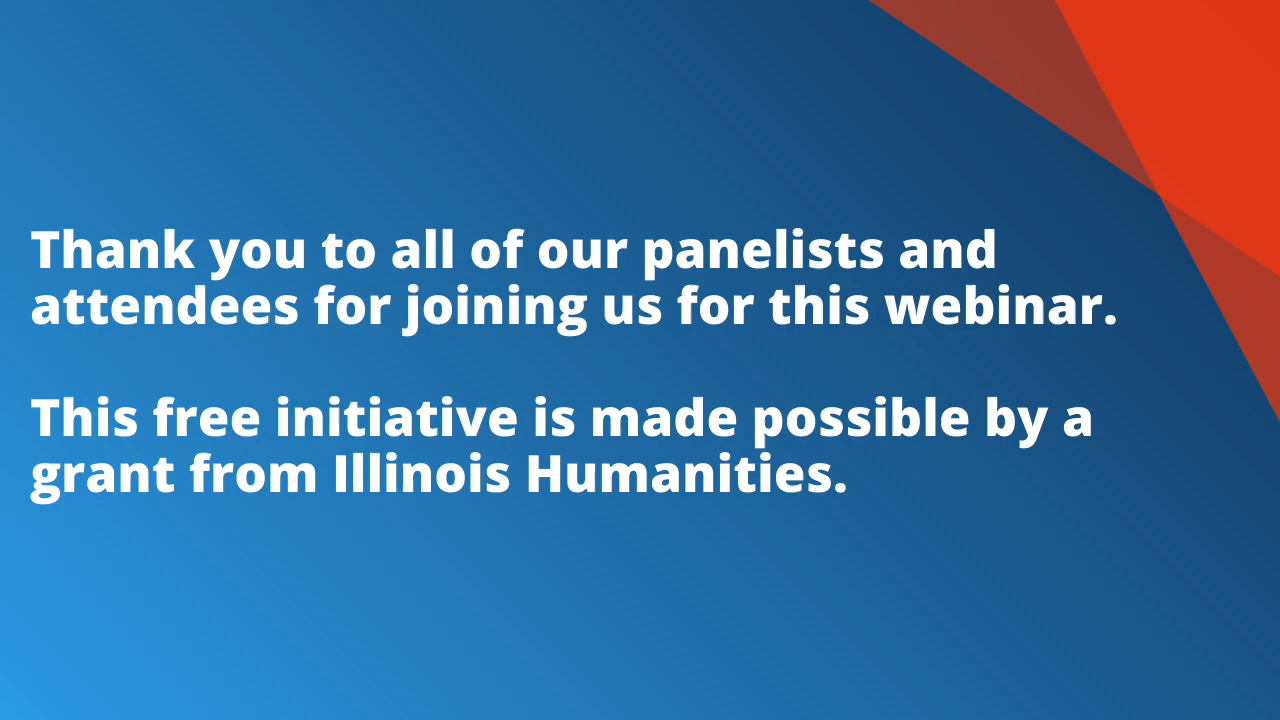 Thank you to all of our panelists and
attendees for joining us for this webinar.
This free initiative is made possible by a
grant from Illinois Humanities.